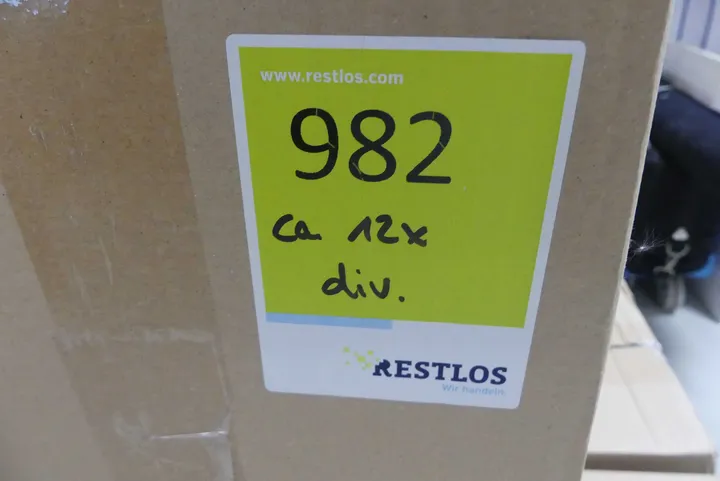 www.restlos.com
982
ca 12x
div.
RESTLOS
Wir handeln.